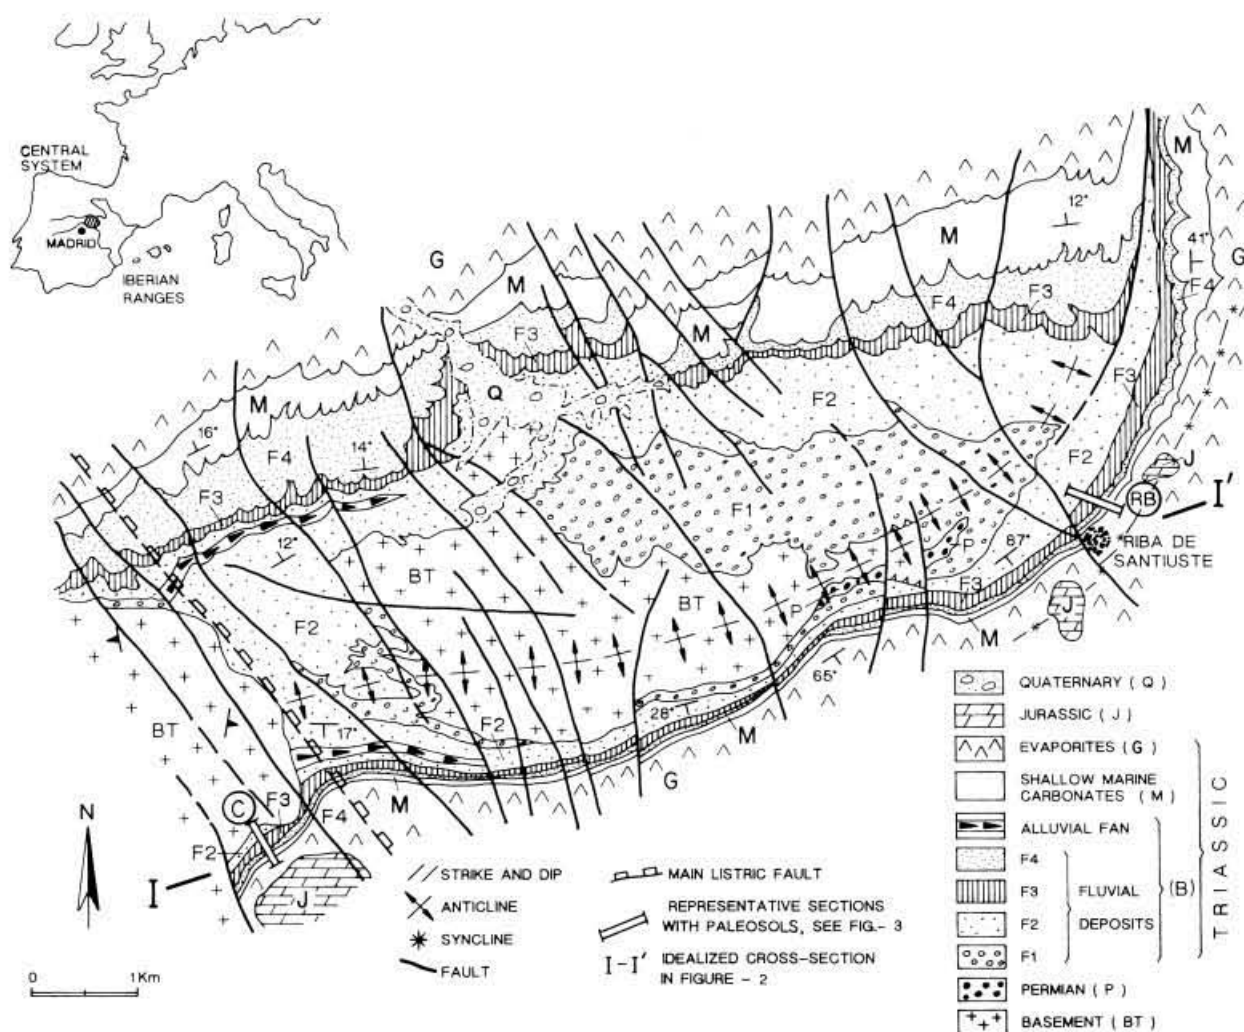 CENTRAL
SYSTEM
MADRID
IBERIAN
RANGES
G
M
12°
M
41°
G
F4
M
F4
F3
F3
M
Q
F2
F3
M
16°
14°
F4
F3
F2
J
I'
RB
F1
12°
BT
P
87°
RIBA DE
SANTIUSTE
F3
BT
P
J
M
F2
65°
28°
BT
17°
F2
M
G
N
C
F3
F4
M
F2
I
J
STRIKE AND DIP
ANTICLINE
SYNCLINE
FAULT
MAIN LISTRIC FAULT
REPRESENTATIVE SECTIONS
WITH PALEOSOLS, SEE FIG.- 3
I-I' IDEALIZED CROSS-SECTION
IN FIGURE - 2
0 1Km
QUATERNARY ( Q )
JURASSIC ( J )
EVAPORITES ( G )
SHALLOW MARINE
CARBONATES ( M )
ALLUVIAL FAN
F4
F3 FLUVIAL
F2 DEPOSITS
F1
(B)
TRIASSIC
PERMIAN ( P )
BASEMENT ( BT )